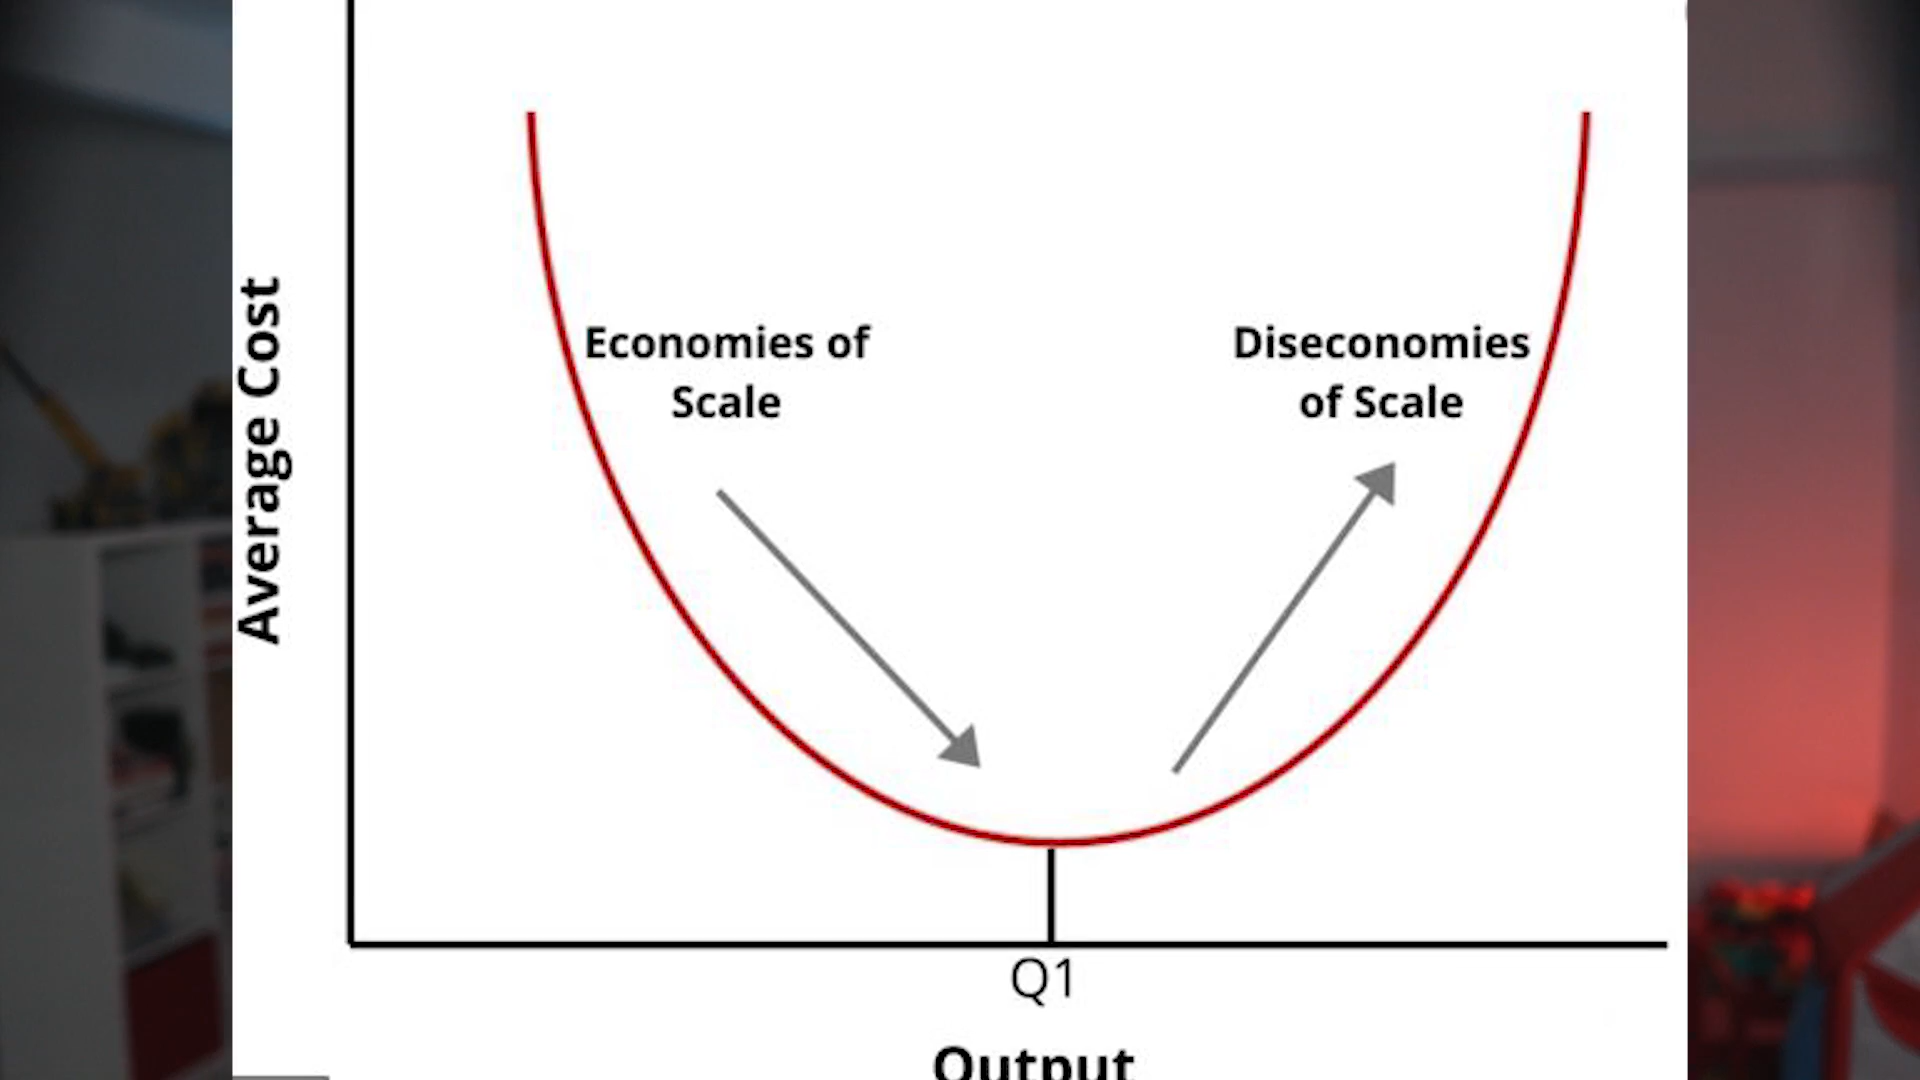 Average Cost
Economies of
Scale
Diseconomies
of Scale
Q1
Output